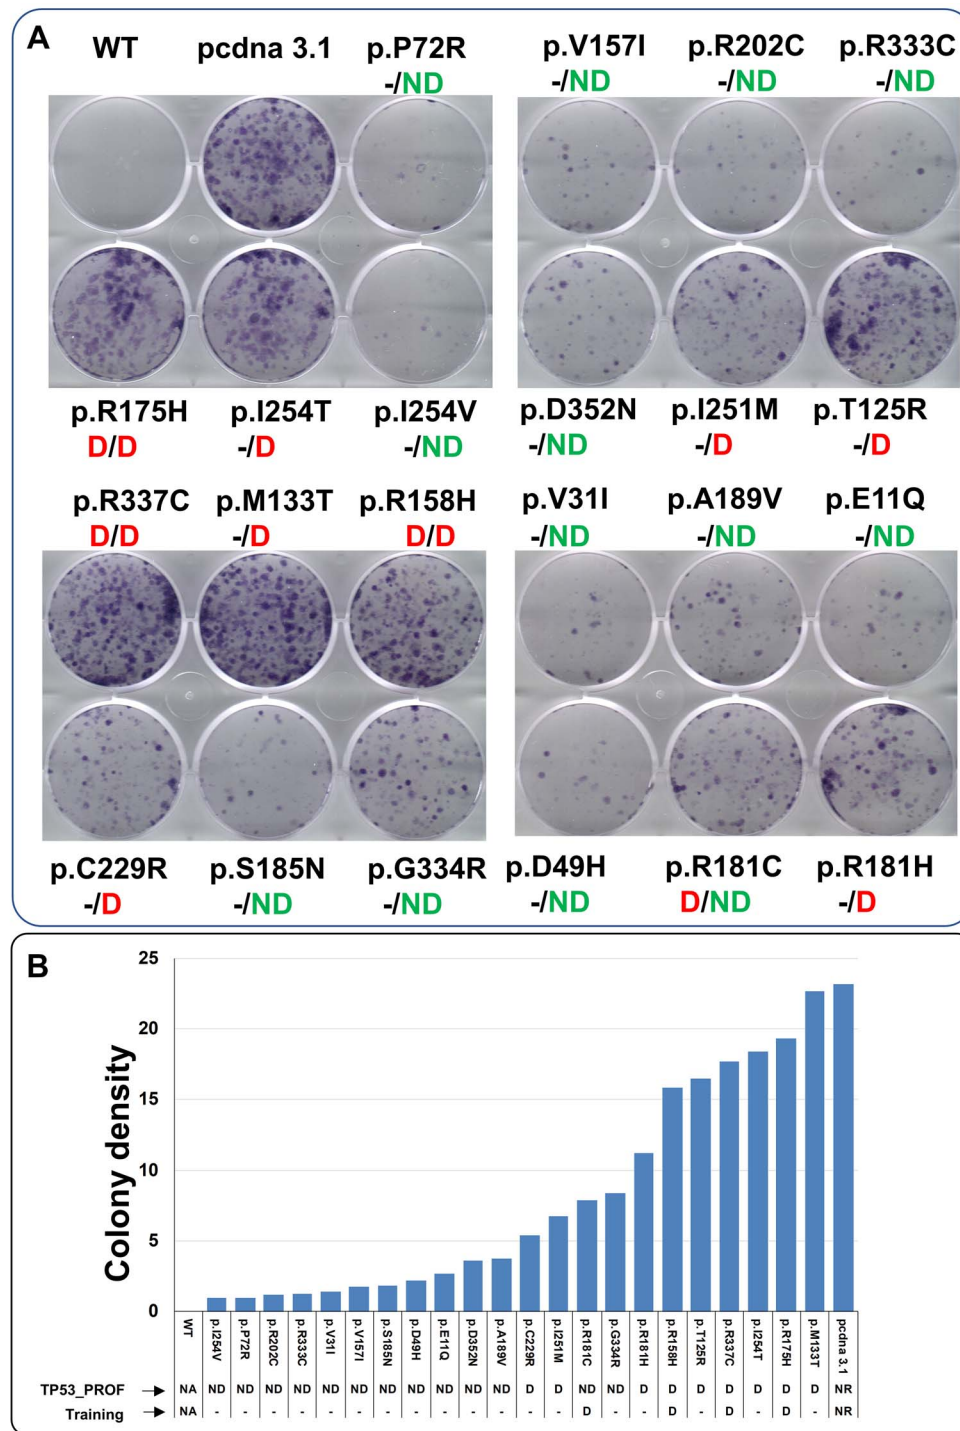 A
WT pcdna 3.1 p.P72R p.V157I p.R202C p.R333C
-/ND -/ND -/ND -/ND
p.R175H p.I254T p.I254V p.D352N p.I251M p.T125R
D/D -/D -/ND -/ND -/D -/D
p.R337C p.M133T p.R158H p.V31I p.A189V p.E11Q
D/D -/D D/D -/ND -/ND -/ND
p.C229R p.S185N p.G334R p.D49H p.R181C p.R181H
-/D -/ND -/ND -/ND D/ND -/D
B
Colony density
25
20
15
10
5
0
WT p.I254V p.P72R p.R202C p.R333C p.V31I p.V157I p.S185N p.D49H p.E11Q p.D352N p.A189V p.C229R p.I251M p.R181C p.G334R p.R181H p.R158H p.T125R p.R337C p.I254T p.R175H p.M133T pcdna 3.1
TP53_PROF → NA ND ND ND ND ND ND ND ND ND ND ND D D ND ND D D D D D D D NR
Training → NA - - - - - - - - - - - - - D - - D - D - D - NR